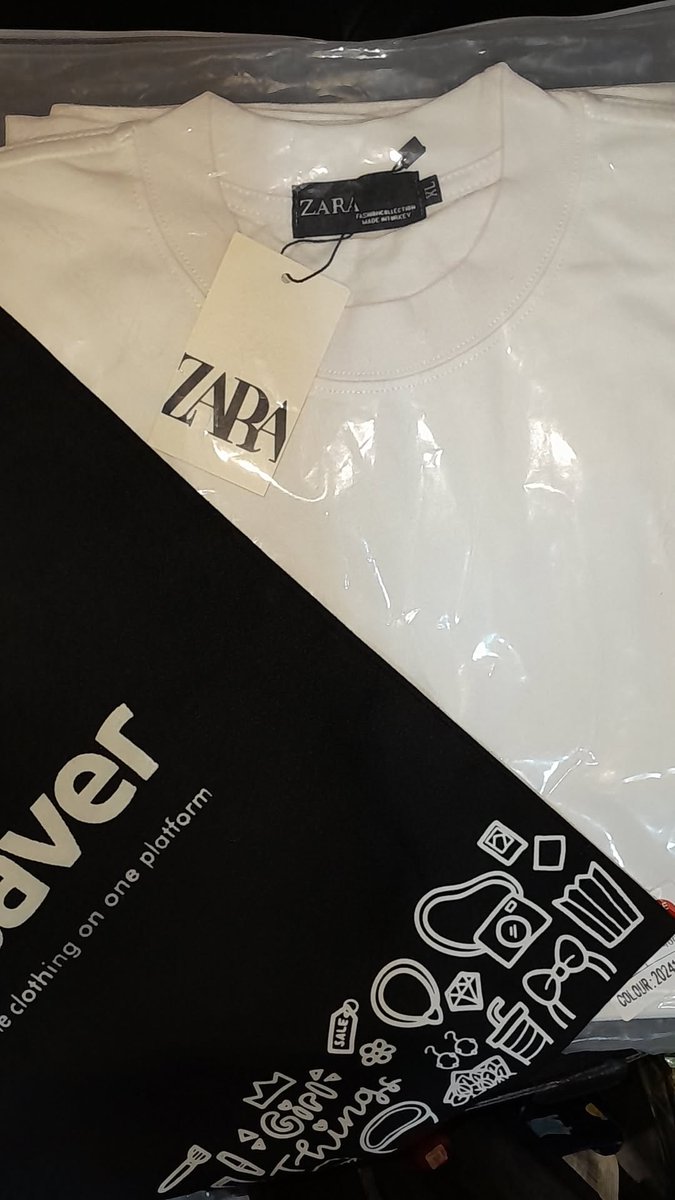 ZARA
FASHION COLLECTION
MADE IN TURKEY
XL
ZARA
aver
e clothing on one platform
COLOUR: 2024
SALE
Girl
Things